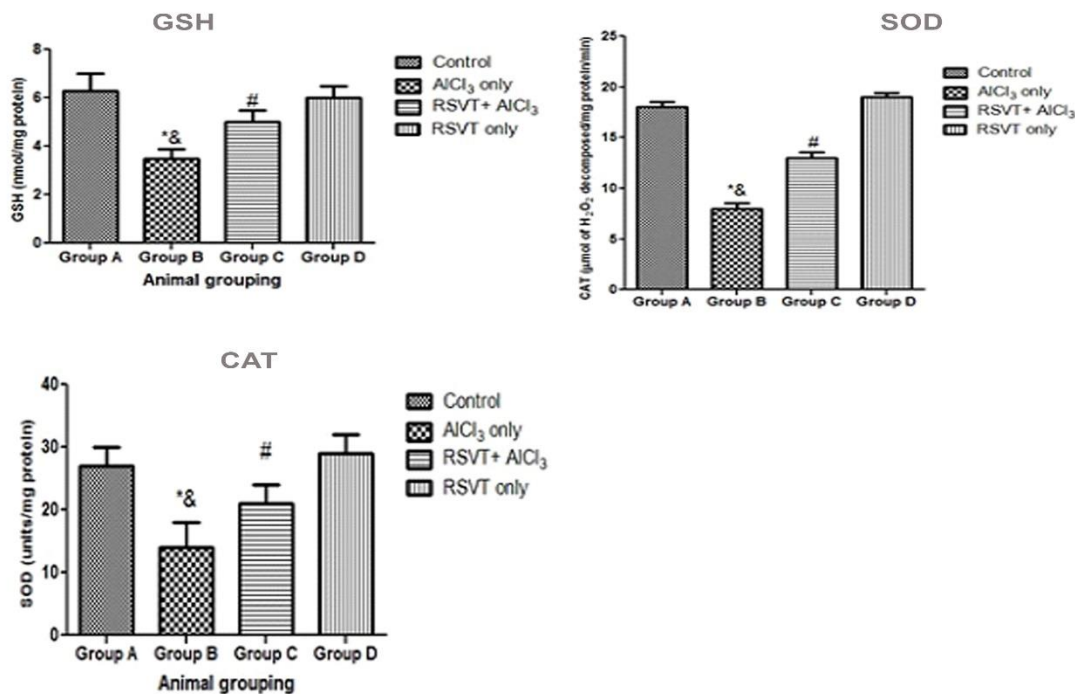 GSH
8
6
4
2
0
GSH (nmol/mg protein)
*&
#
Group A Group B Group C Group D
Animal grouping
Control
AlCl₃ only
RSVT+ AlCl₃
RSVT only
SOD
25
20
15
10
5
0
CAT (µmol of H₂O₂ decomposed/mg protein/min)
*&
#
Group A Group B Group C Group D
Control
AlCl₃ only
RSVT+ AlCl₃
RSVT only
CAT
40
30
20
10
0
SOD (units/mg protein)
*&
#
Group A Group B Group C Group D
Animal grouping
Control
AlCl₃ only
RSVT+ AlCl₃
RSVT only